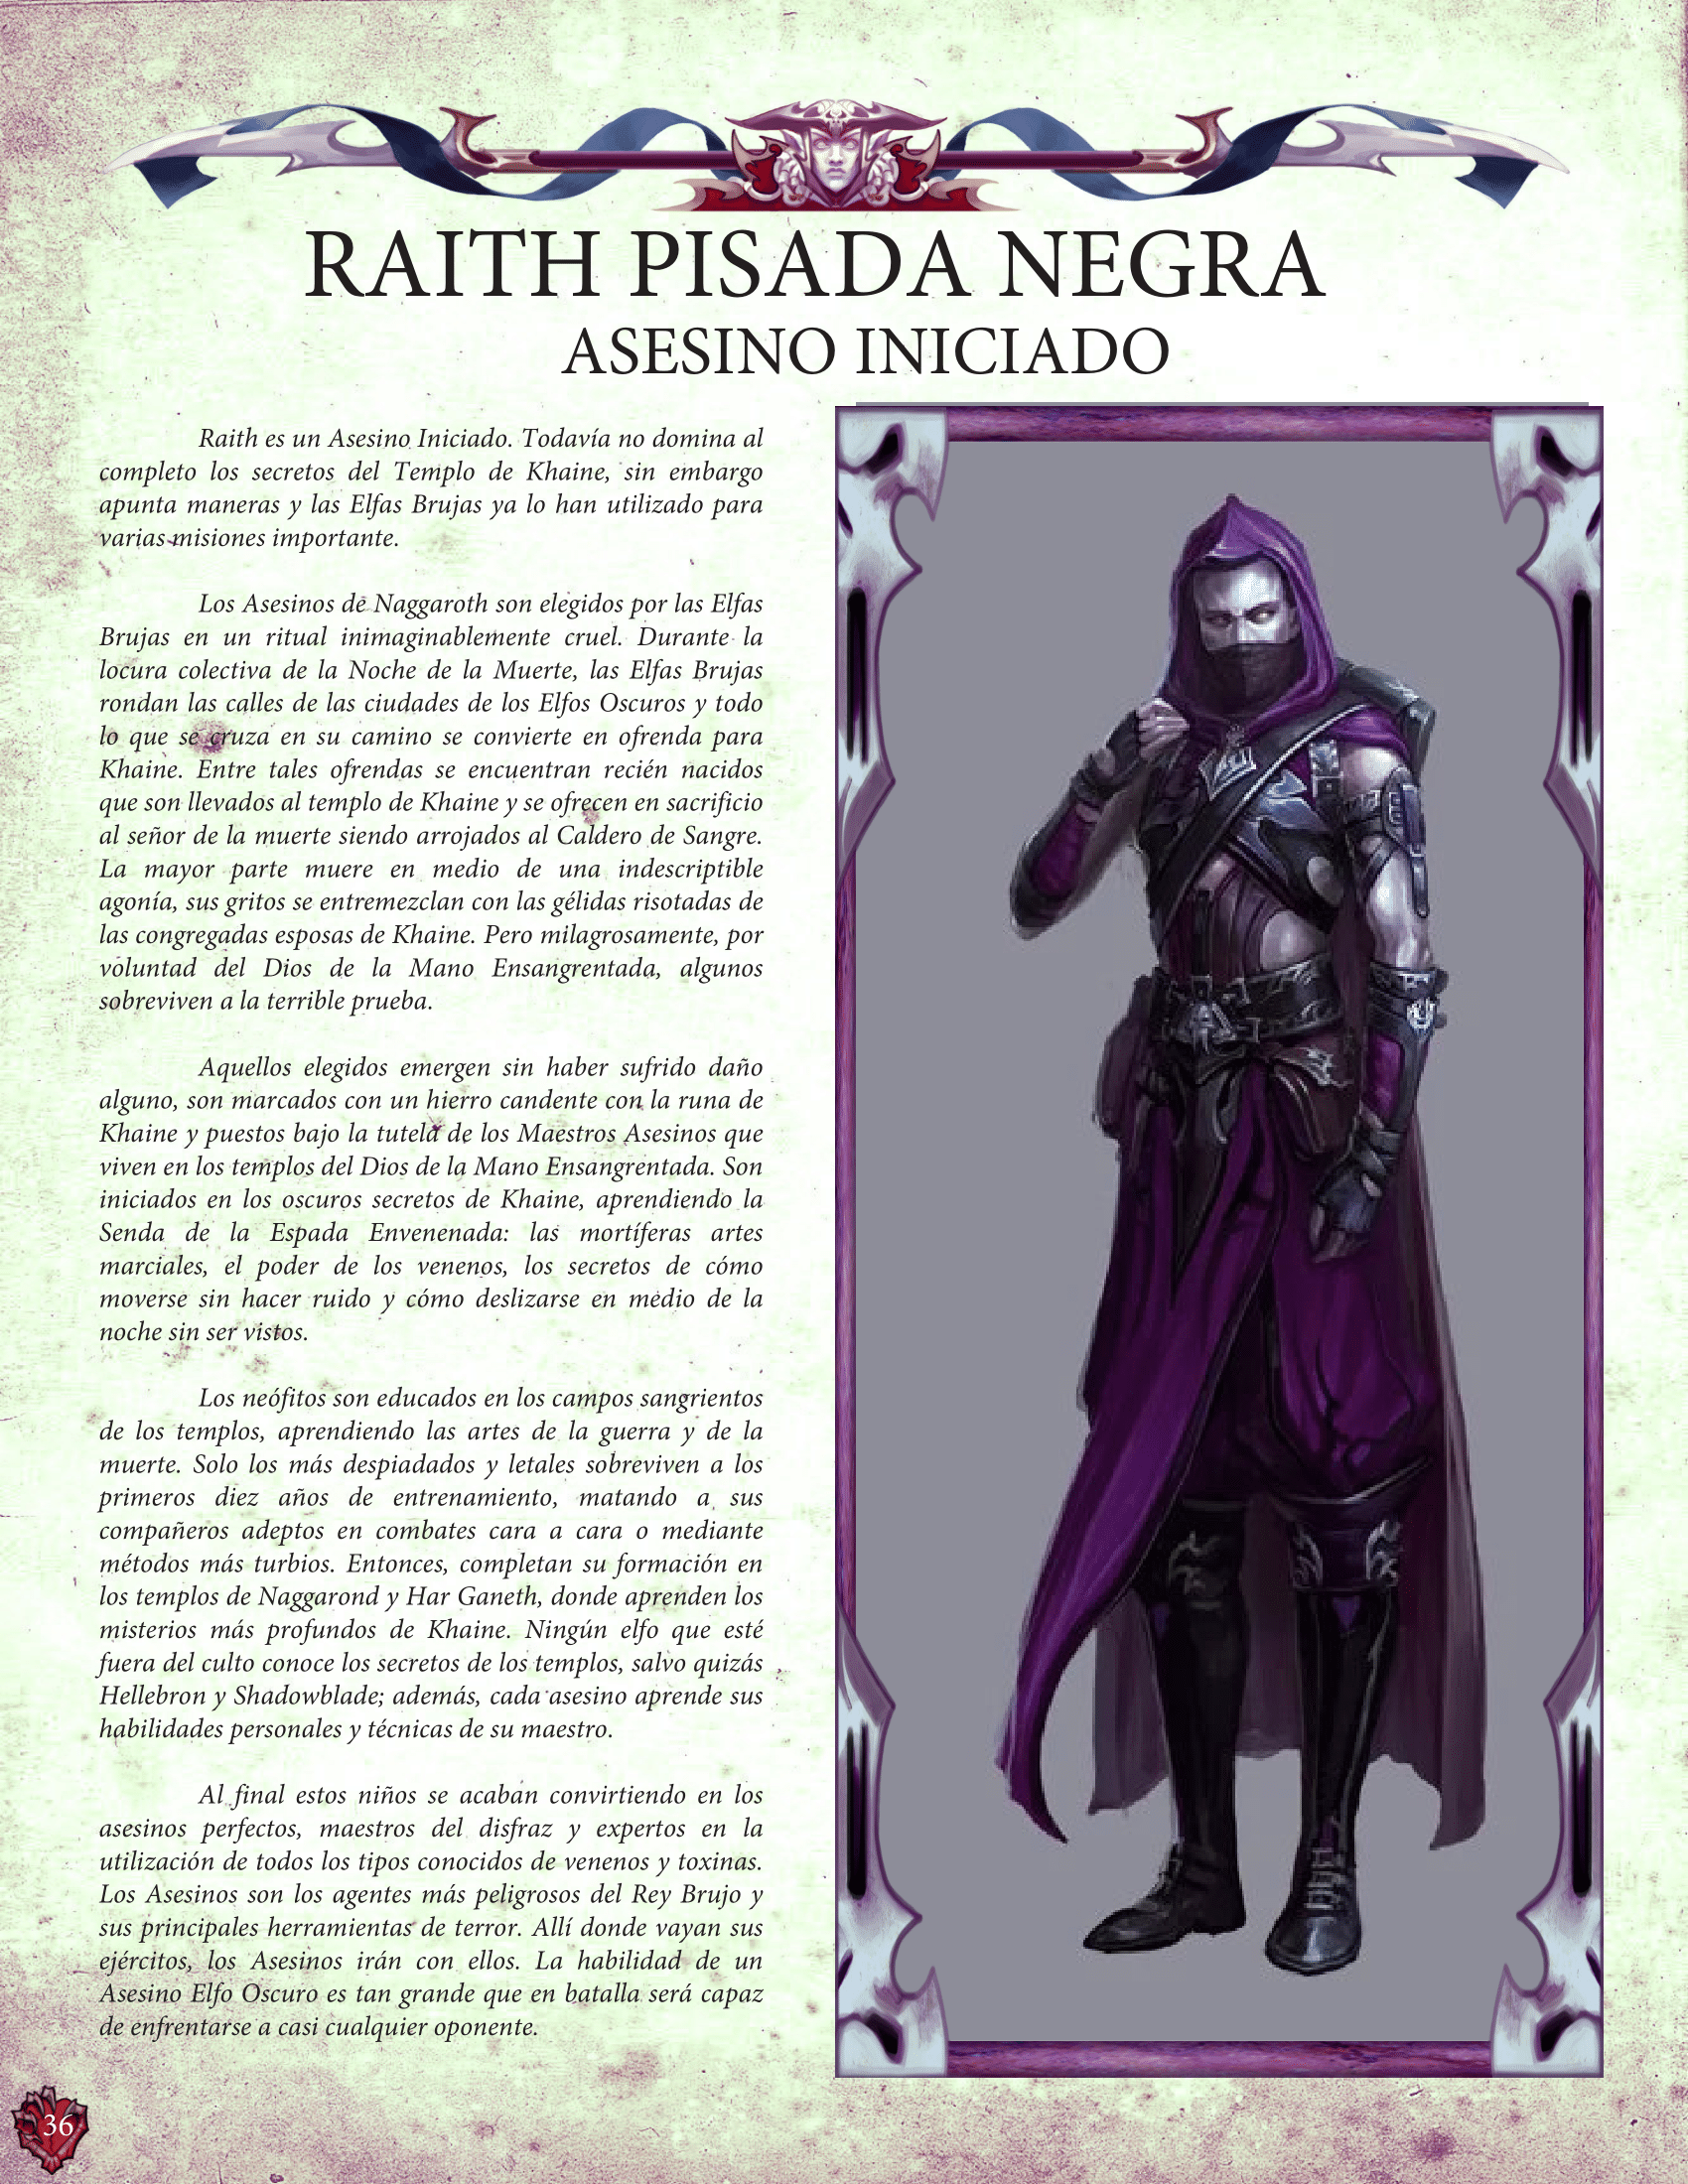 RAITH PISADA NEGRA
ASESINO INICIADO
Raith es un Asesino Iniciado. Todavía no domina al
completo los secretos del Templo de Khaine, sin embargo
apunta maneras y las Elfas Brujas ya lo han utilizado para
varias misiones importante.
Los Asesinos de Naggaroth son elegidos por las Elfas
Brujas en un ritual inimaginablemente cruel. Durante la
locura colectiva de la Noche de la Muerte, las Elfas Brujas
rondan las calles de las ciudades de los Elfos Oscuros y todo
lo que se cruza en su camino se convierte en ofrenda para
Khaine. Entre tales ofrendas se encuentran recién nacidos
que son llevados al templo de Khaine y se ofrecen en sacrificio
al señor de la muerte siendo arrojados al Caldero de Sangre.
La mayor parte muere en medio de una indescriptible
agonía, sus gritos se entremezclan con las gélidas risotadas de
las congregadas esposas de Khaine. Pero milagrosamente, por
voluntad del Dios de la Mano Ensangrentada, algunos
sobreviven a la terrible prueba.
Aquellos elegidos emergen sin haber sufrido daño
alguno, son marcados con un hierro candente con la runa de
Khaine y puestos bajo la tutela de los Maestros Asesinos que
viven en los templos del Dios de la Mano Ensangrentada. Son
iniciados en los oscuros secretos de Khaine, aprendiendo la
Senda de la Espada Envenenada: las mortíferas artes
marciales, el poder de los venenos, los secretos de cómo
moverse sin hacer ruido y cómo deslizarse en medio de la
noche sin ser vistos.
Los neófitos son educados en los campos sangrientos
de los templos, aprendiendo las artes de la guerra y de la
muerte. Solo los más despiadados y letales sobreviven a los
primeros diez años de entrenamiento, matando a sus
compañeros adeptos en combates cara a cara o mediante
métodos más turbios. Entonces, completan su formación en
los templos de Naggarond y Har Ganeth, donde aprenden los
misterios más profundos de Khaine. Ningún elfo que esté
fuera del culto conoce los secretos de los templos, salvo quizás
Hellebron y Shadowblade; además, cada asesino aprende sus
habilidades personales y técnicas de su maestro.
Al final estos niños se acaban convirtiendo en los
asesinos perfectos, maestros del disfraz y expertos en la
utilización de todos los tipos conocidos de venenos y toxinas.
Los Asesinos son los agentes más peligrosos del Rey Brujo y
sus principales herramientas de terror. Allí donde vayan sus
ejércitos, los Asesinos irán con ellos. La habilidad de un
Asesino Elfo Oscuro es tan grande que en batalla será capaz
de enfrentarse a casi cualquier oponente.
36